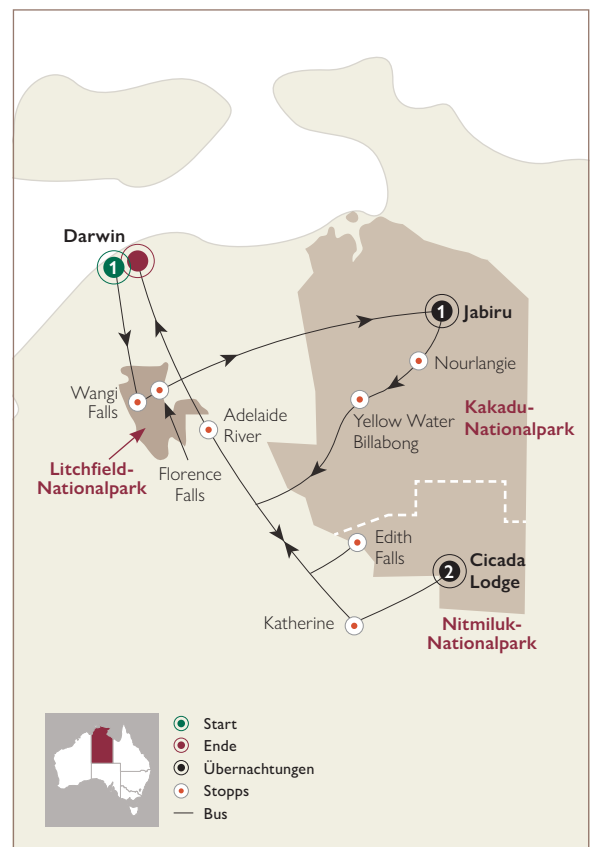 Darwin
1
1
Jabiru
Nourlangie
Wangi
Falls
Adelaide
River
Yellow Water
Billabong
Kakadu-
Nationalpark
Litchfield-
Nationalpark
Florence
Falls
Edith
Falls
2
Cicada
Lodge
Katherine
Nitmiluk-
Nationalpark
Start
Ende
Übernachtungen
Stopps
Bus